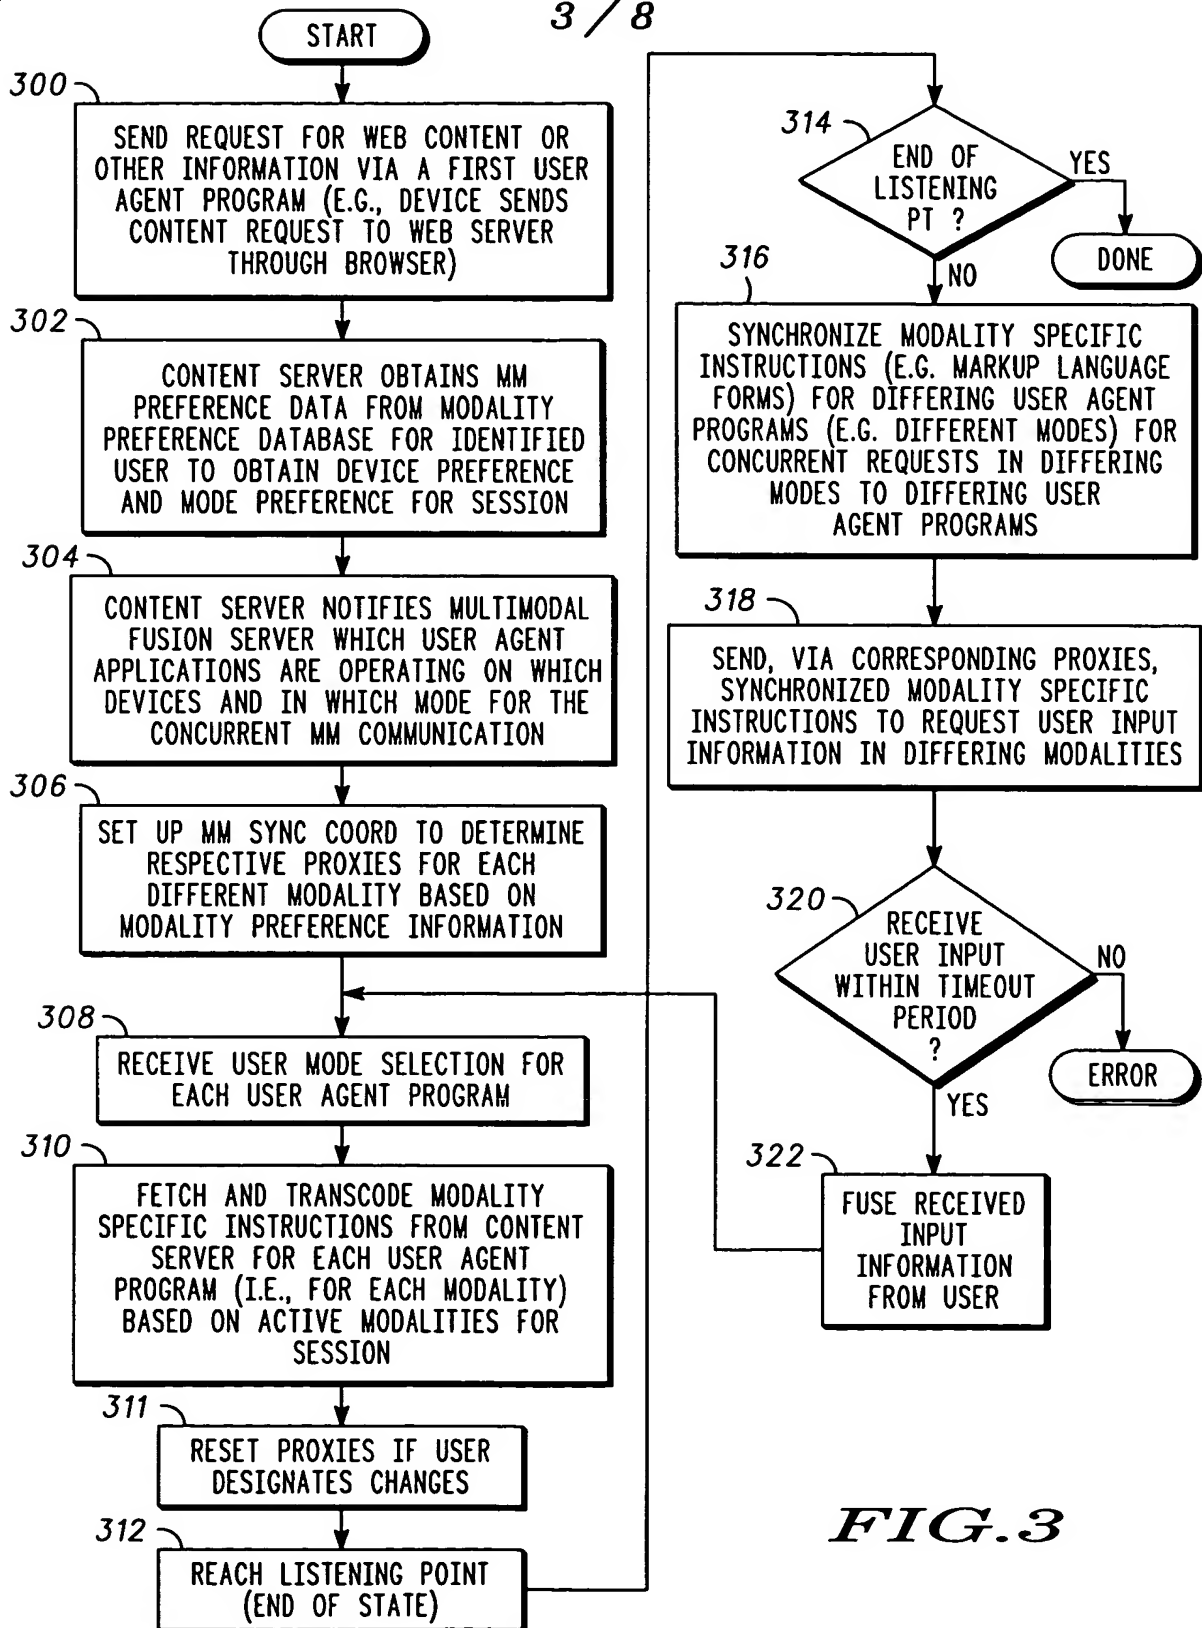 3/8
START
300
SEND REQUEST FOR WEB CONTENT OR
OTHER INFORMATION VIA A FIRST USER
AGENT PROGRAM (E.G., DEVICE SENDS
CONTENT REQUEST TO WEB SERVER
THROUGH BROWSER)
302
CONTENT SERVER OBTAINS MM
PREFERENCE DATA FROM MODALITY
PREFERENCE DATABASE FOR IDENTIFIED
USER TO OBTAIN DEVICE PREFERENCE
AND MODE PREFERENCE FOR SESSION
304
CONTENT SERVER NOTIFIES MULTIMODAL
FUSION SERVER WHICH USER AGENT
APPLICATIONS ARE OPERATING ON WHICH
DEVICES AND IN WHICH MODE FOR THE
CONCURRENT MM COMMUNICATION
306
SET UP MM SYNC COORD TO DETERMINE
RESPECTIVE PROXIES FOR EACH
DIFFERENT MODALITY BASED ON
MODALITY PREFERENCE INFORMATION
308
RECEIVE USER MODE SELECTION FOR
EACH USER AGENT PROGRAM
310
FETCH AND TRANSCODE MODALITY
SPECIFIC INSTRUCTIONS FROM CONTENT
SERVER FOR EACH USER AGENT
PROGRAM (I.E., FOR EACH MODALITY)
BASED ON ACTIVE MODALITIES FOR
SESSION
311
RESET PROXIES IF USER
DESIGNATES CHANGES
312
REACH LISTENING POINT
(END OF STATE)
314
END OF
LISTENING
PT ?
YES
DONE
NO
316
SYNCHRONIZE MODALITY SPECIFIC
INSTRUCTIONS (E.G. MARKUP LANGUAGE
FORMS) FOR DIFFERING USER AGENT
PROGRAMS (E.G. DIFFERENT MODES) FOR
CONCURRENT REQUESTS IN DIFFERING
MODES TO DIFFERING USER
AGENT PROGRAMS
318
SEND, VIA CORRESPONDING PROXIES,
SYNCHRONIZED MODALITY SPECIFIC
INSTRUCTIONS TO REQUEST USER INPUT
INFORMATION IN DIFFERING MODALITIES
320
RECEIVE
USER INPUT
WITHIN TIMEOUT
PERIOD
?
NO
ERROR
YES
322
FUSE RECEIVED
INPUT
INFORMATION
FROM USER
FIG.3